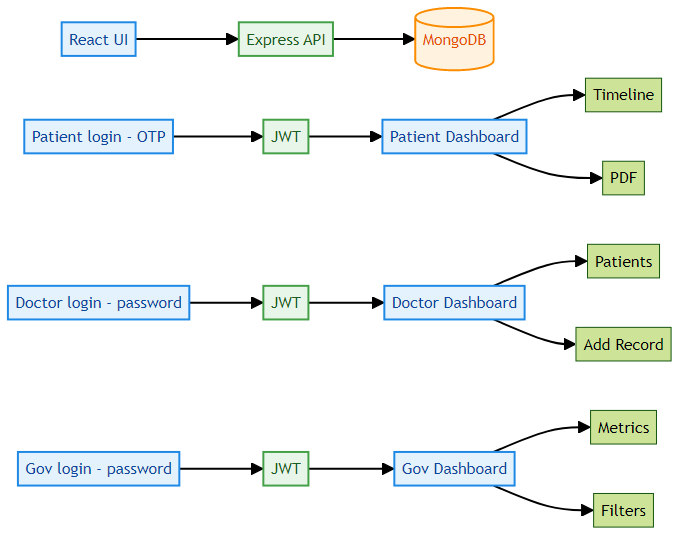 React UI
Express API
MongoDB
Patient login - OTP
JWT
Patient Dashboard
Timeline
PDF
Doctor login - password
JWT
Doctor Dashboard
Patients
Add Record
Gov login - password
JWT
Gov Dashboard
Metrics
Filters